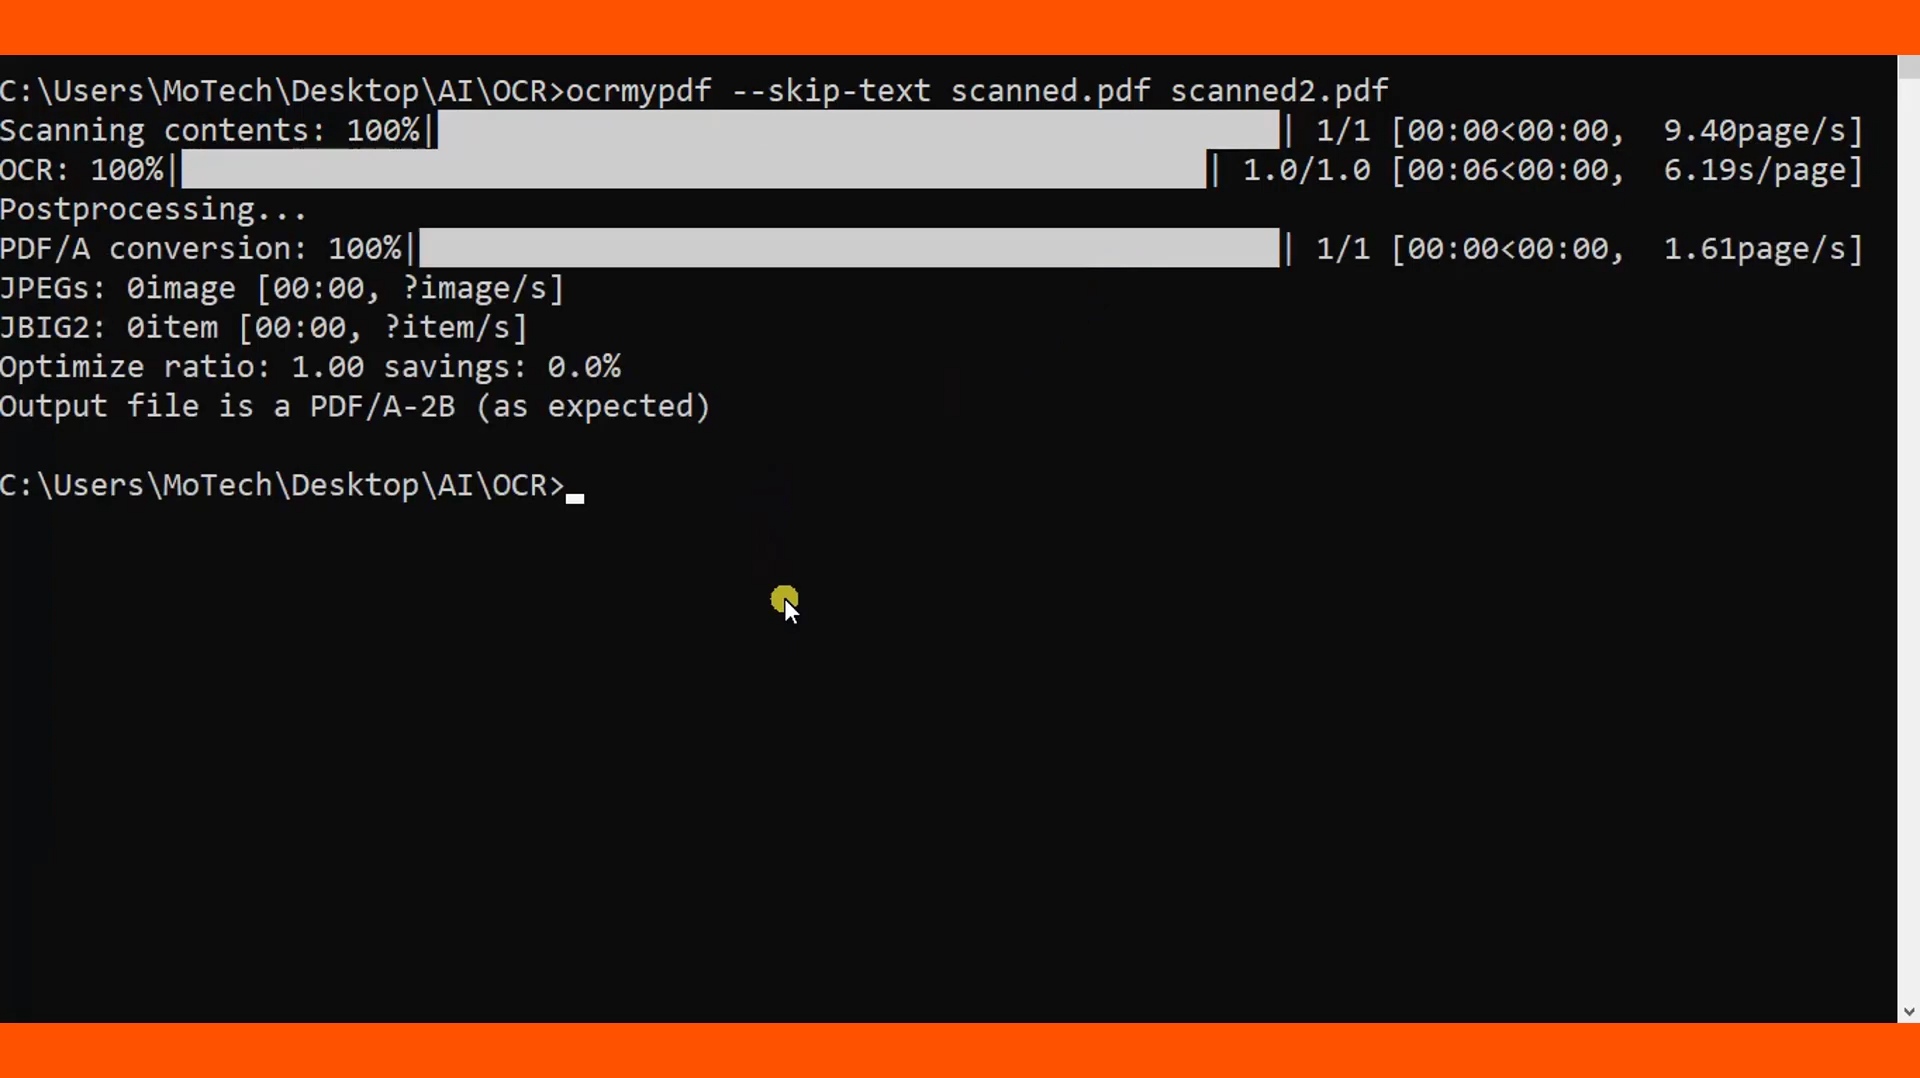 C:\Users\MoTech\Desktop\AI\OCR>ocrmypdf --skip-text scanned.pdf scanned2.pdf
Scanning contents: 100%| | 1/1 [00:00<00:00, 9.40page/s]
OCR: 100%| | 1.0/1.0 [00:06<00:00, 6.19s/page]
Postprocessing...
PDF/A conversion: 100%| | 1/1 [00:00<00:00, 1.61page/s]
JPEGs: 0image [00:00, ?image/s]
JBIG2: 0item [00:00, ?item/s]
Optimize ratio: 1.00 savings: 0.0%
Output file is a PDF/A-2B (as expected)
C:\Users\MoTech\Desktop\AI\OCR>